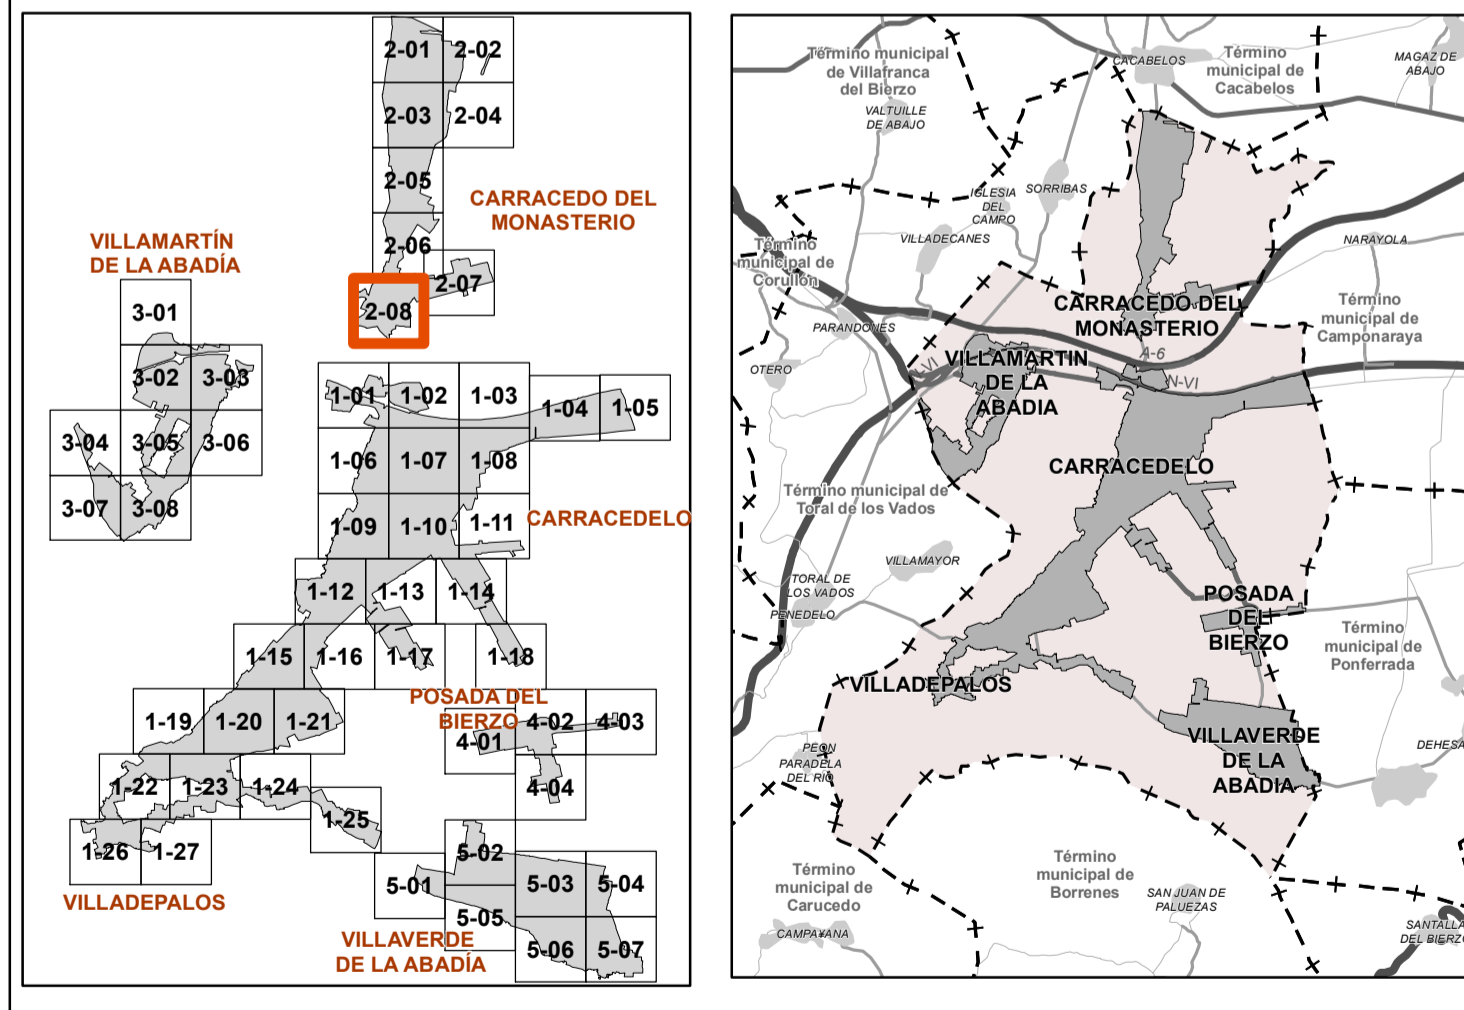 2-01
2-02
2-03
2-04
2-05
2-06
2-07
2-08
CARRACEDO DEL
MONASTERIO
VILLAMARTÍN
DE LA ABADÍA
3-01
3-02
3-03
3-04
3-05
3-06
3-07
3-08
1-01
1-02
1-03
1-04
1-05
1-06
1-07
1-08
1-09
1-10
1-11
CARRACEDELO
1-12
1-13
1-14
1-15
1-16
1-17
1-18
1-19
1-20
1-21
POSADA DEL
BIERZO
4-01
4-02
4-03
4-04
1-22
1-23
1-24
1-25
1-26
1-27
VILLADEPALOS
5-01
5-02
5-03
5-04
5-05
5-06
5-07
VILLAVERDE
DE LA ABADÍA
Término municipal
de Villafranca
del Bierzo
CACABELOS
Término
municipal de
Cacabelos
MAGAZ DE
ABAJO
VALTUILLE
DE ABAJO
IGLESIA
DEL
CAMPO
SORRIBAS
VILLADECANES
NARAYOLA
Término
municipal de
Corullón
CARRACEDO DEL
MONASTERIO
Término
municipal de
Camponaraya
PARANDONES
A-6
OTERO
N-VI
VILLAMARTIN
DE LA
ABADIA
N-VI
CARRACEDELO
Término municipal de
Toral de los Vados
VILLAMAYOR
TORAL DE
LOS VADOS
PENEDELO
POSADA
DEL
BIERZO
Término
municipal de
Ponferrada
VILLADEPALOS
PEON
PARADELA
DEL RÍO
VILLAVERDE
DE LA
ABADIA
DEHESA
Término
municipal de
Carucedo
Término
municipal de
Borrenes
SAN JUAN DE
PALUEZAS
CAMPA¥ANA
SANTALLA
DEL BIERZO